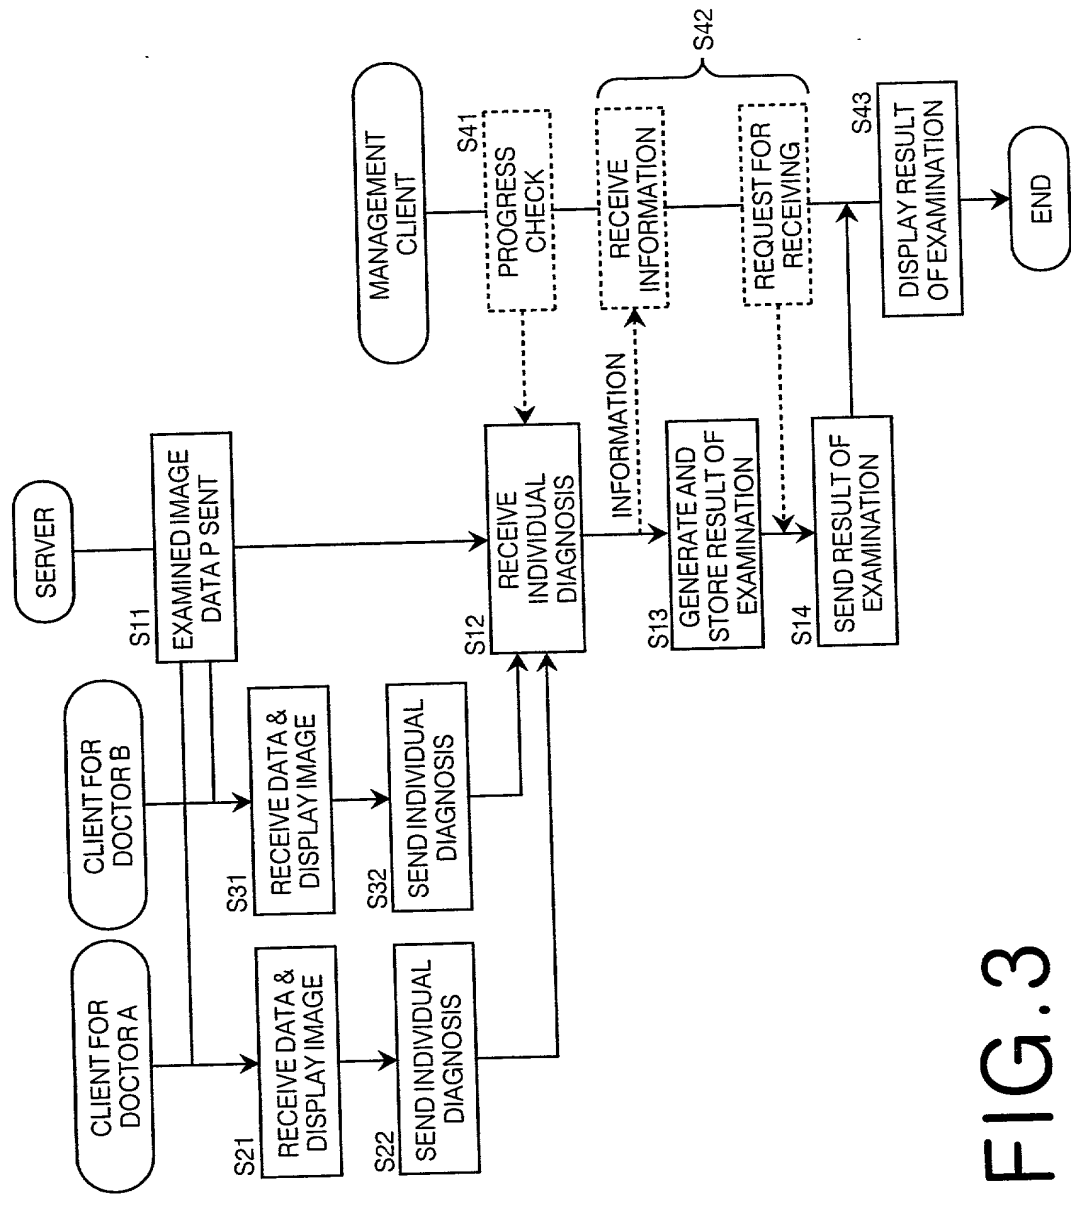 CLIENT FOR
DOCTOR A
S21
RECEIVE DATA &
DISPLAY IMAGE
S22
SEND INDIVIDUAL
DIAGNOSIS
CLIENT FOR
DOCTOR B
S31
RECEIVE DATA &
DISPLAY IMAGE
S32
SEND INDIVIDUAL
DIAGNOSIS
SERVER
S11
EXAMINED IMAGE
DATA P SENT
S12
RECEIVE
INDIVIDUAL
DIAGNOSIS
INFORMATION
S13
GENERATE AND
STORE RESULT OF
EXAMINATION
S14
SEND RESULT OF
EXAMINATION
MANAGEMENT
CLIENT
S41
PROGRESS
CHECK
RECEIVE
INFORMATION
S42
REQUEST FOR
RECEIVING
S43
DISPLAY RESULT
OF EXAMINATION
END
FIG.3